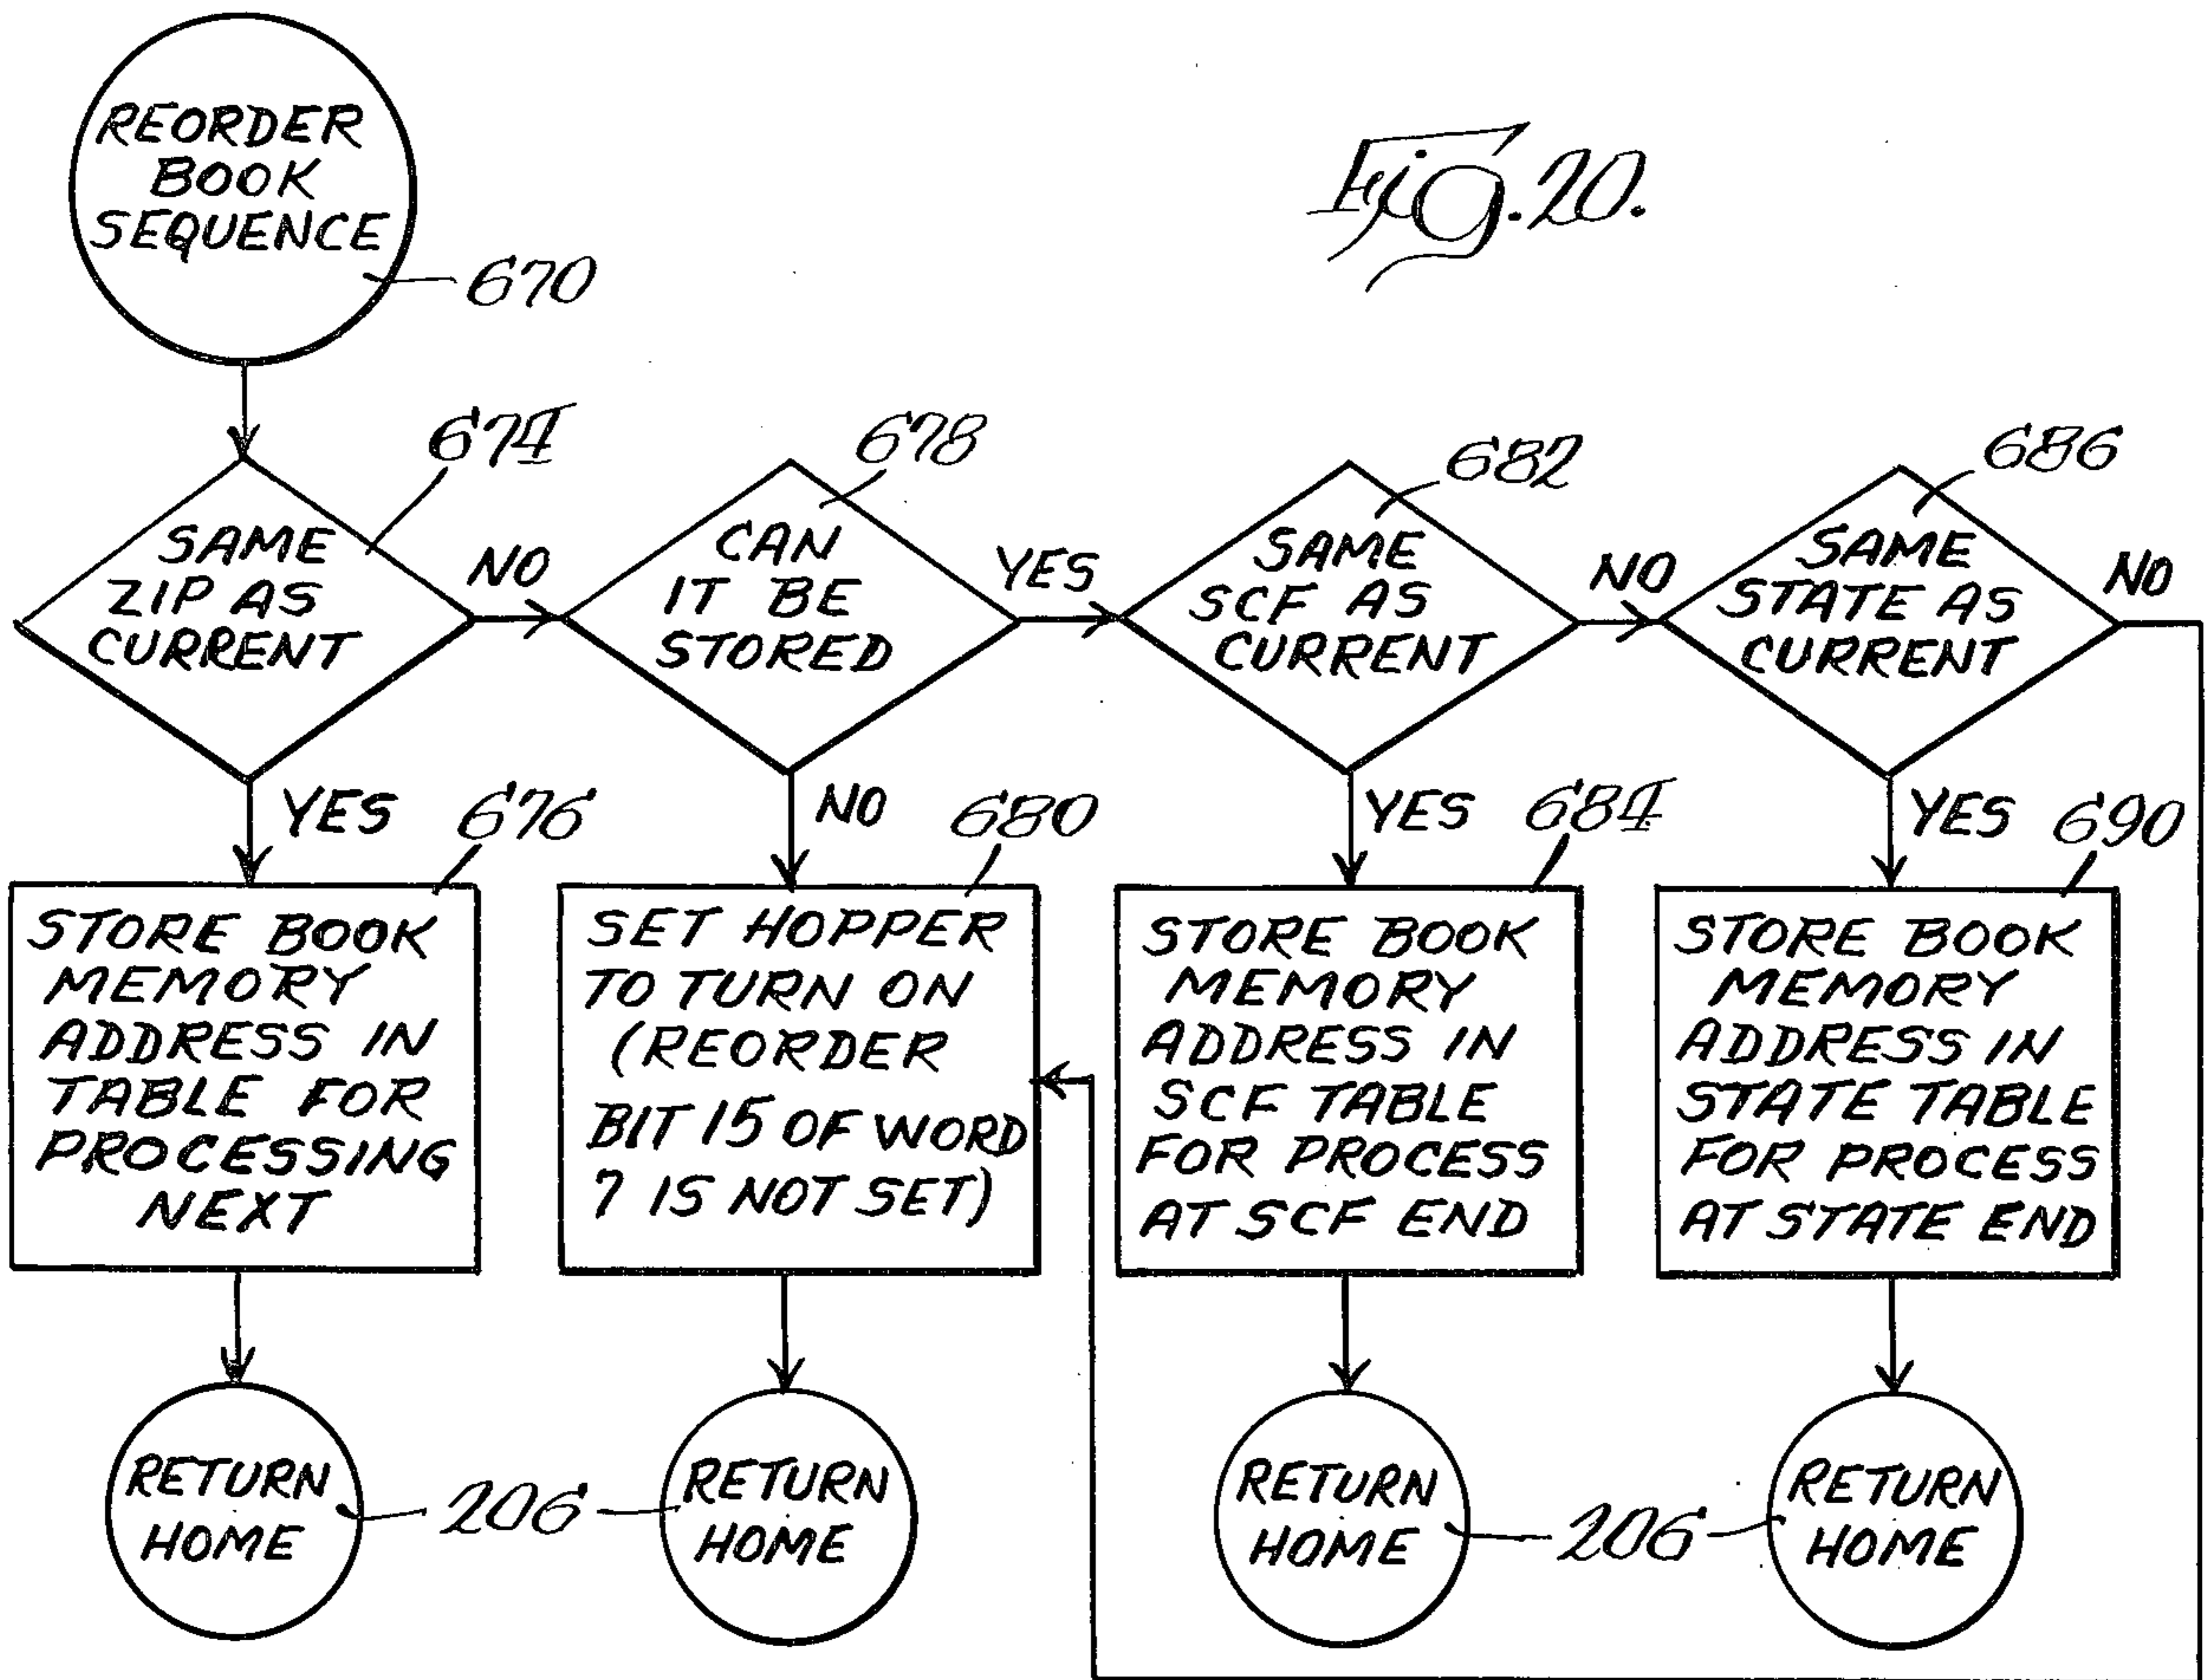 REORDER
BOOK
SEQUENCE
670
Fig. 20.
674
678
682
686
SAME
ZIP AS
CURRENT
NO
CAN
IT BE
STORED
YES
SAME
SCF AS
CURRENT
NO
SAME
STATE AS
CURRENT
NO
YES
676
NO
680
YES
684
YES
690
STORE BOOK
MEMORY
ADDRESS IN
TABLE FOR
PROCESSING
NEXT
SET HOPPER
TO TURN ON
(REORDER
BIT 15 OF WORD
7 IS NOT SET)
STORE BOOK
MEMORY
ADDRESS IN
SCF TABLE
FOR PROCESS
AT SCF END
STORE BOOK
MEMORY
ADDRESS IN
STATE TABLE
FOR PROCESS
AT STATE END
RETURN
HOME
206
RETURN
HOME
RETURN
HOME
206
RETURN
HOME